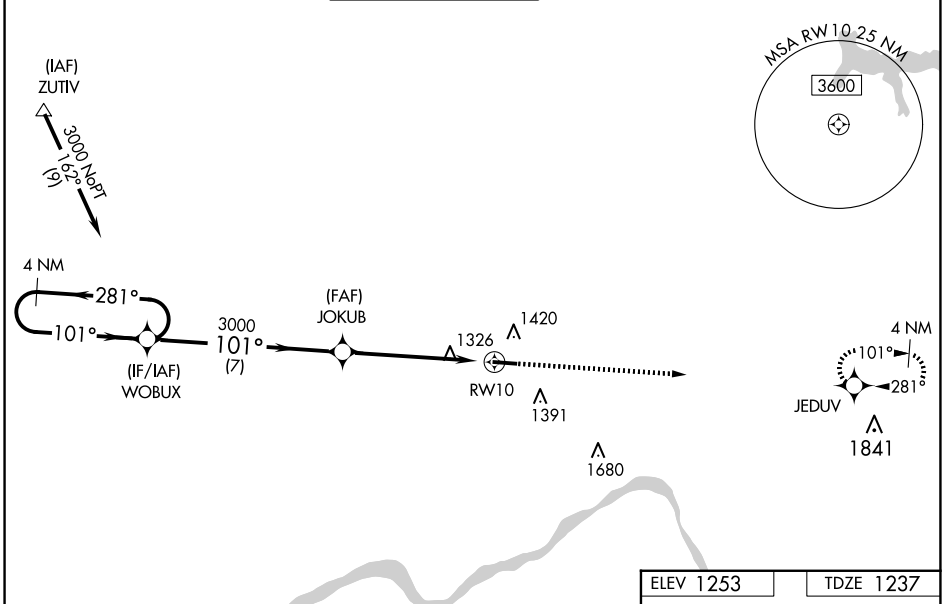 MSA RW10 25 NM
3600
(IAF)
ZUTIV
3000 NoPT
162°
(9)
4 NM
281°
101°
(IF/IAF)
WOBUX
3000
101°
(7)
(FAF)
JOKUB
1326
1420
RW10
1391
1680
4 NM
101°
281°
JEDUV
1841
ELEV 1253
TDZE 1237